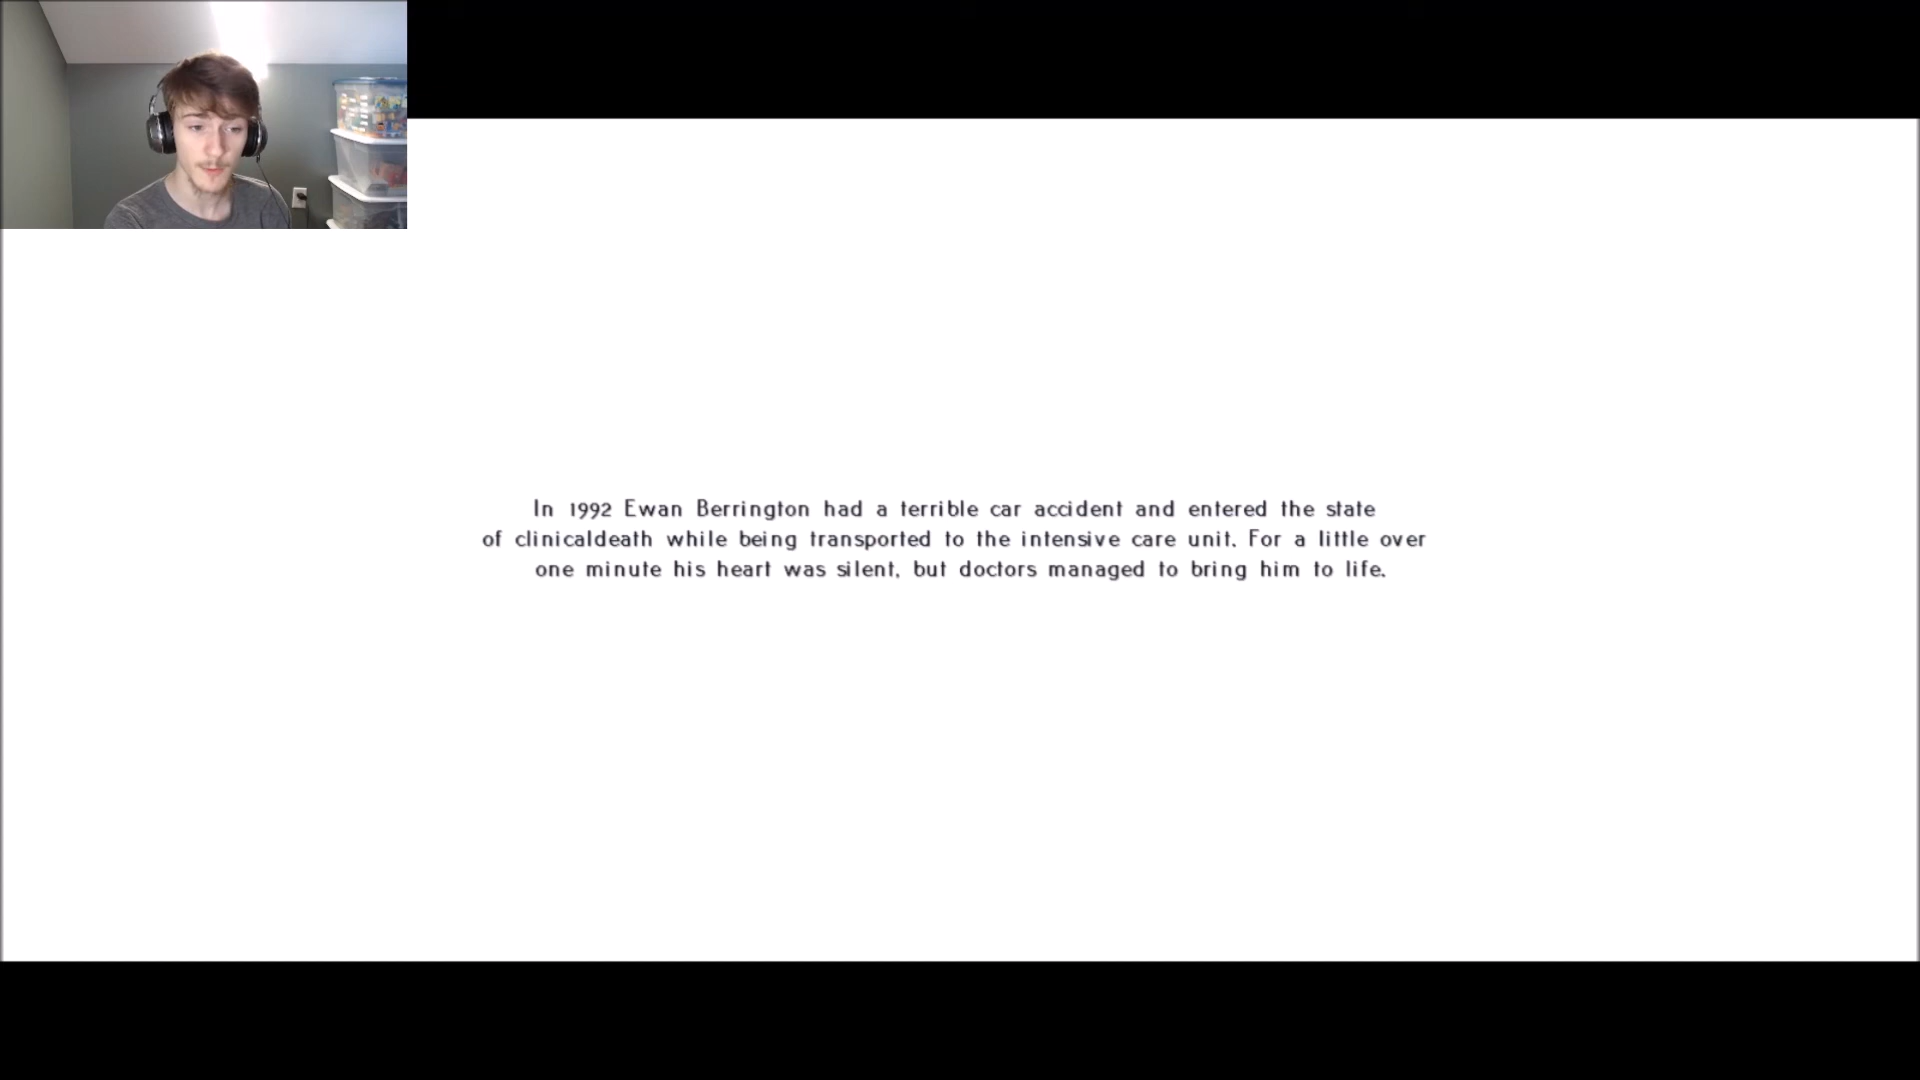 In 1992 Ewan Berrington had a terrible car accident and entered the state
of clinicaldeath while being transported to the intensive care unit. For a little over
one minute his heart was silent, but doctors managed to bring him to life.